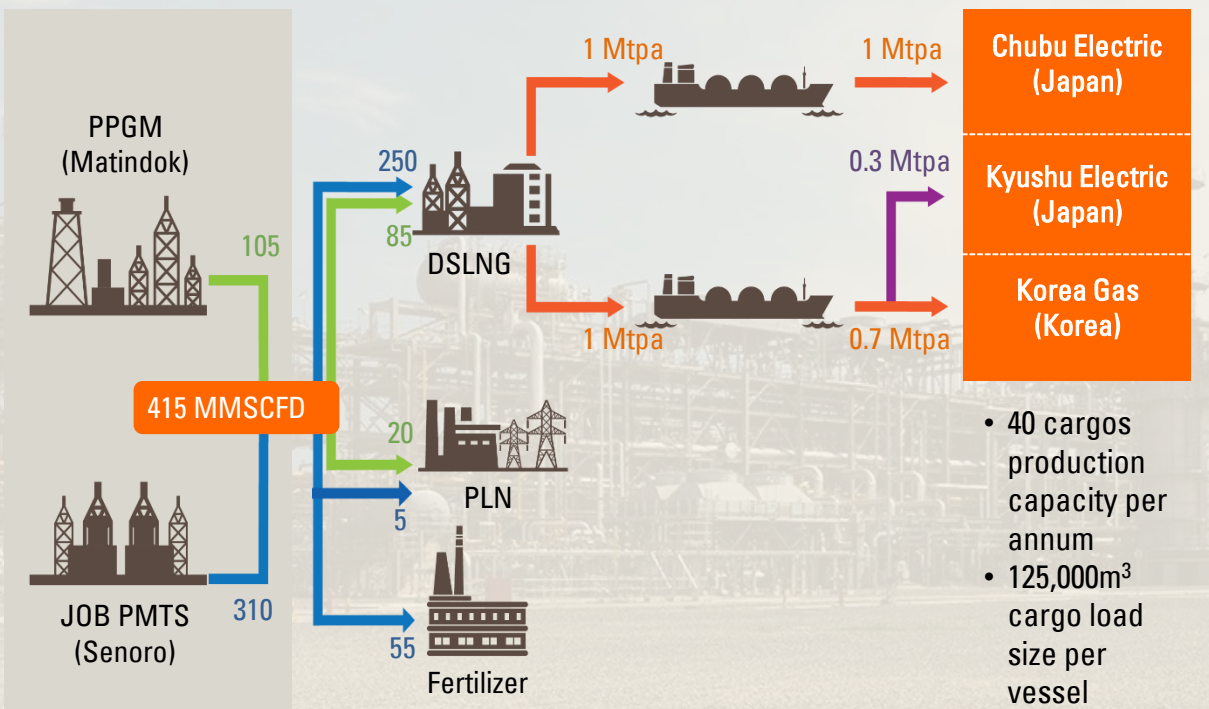 PPGM
(Matindok)
105
415 MMSCFD
310
JOB PMTS
(Senoro)
250
85
DSLNG
20
PLN
5
55
Fertilizer
1 Mtpa
1 Mtpa
1 Mtpa
0.3 Mtpa
0.7 Mtpa
Chubu Electric
(Japan)
Kyushu Electric
(Japan)
Korea Gas
(Korea)
• 40 cargos
production
capacity per
annum
• 125,000m³
cargo load
size per
vessel